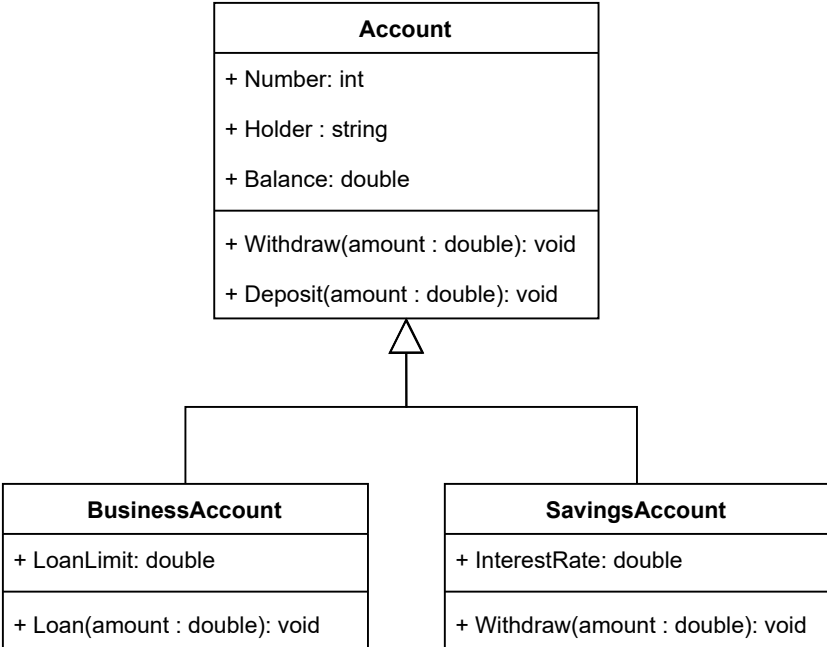 Account
+ Number: int
+ Holder : string
+ Balance: double
+ Withdraw(amount : double): void
+ Deposit(amount : double): void
BusinessAccount
+ LoanLimit: double
+ Loan(amount : double): void
SavingsAccount
+ InterestRate: double
+ Withdraw(amount : double): void